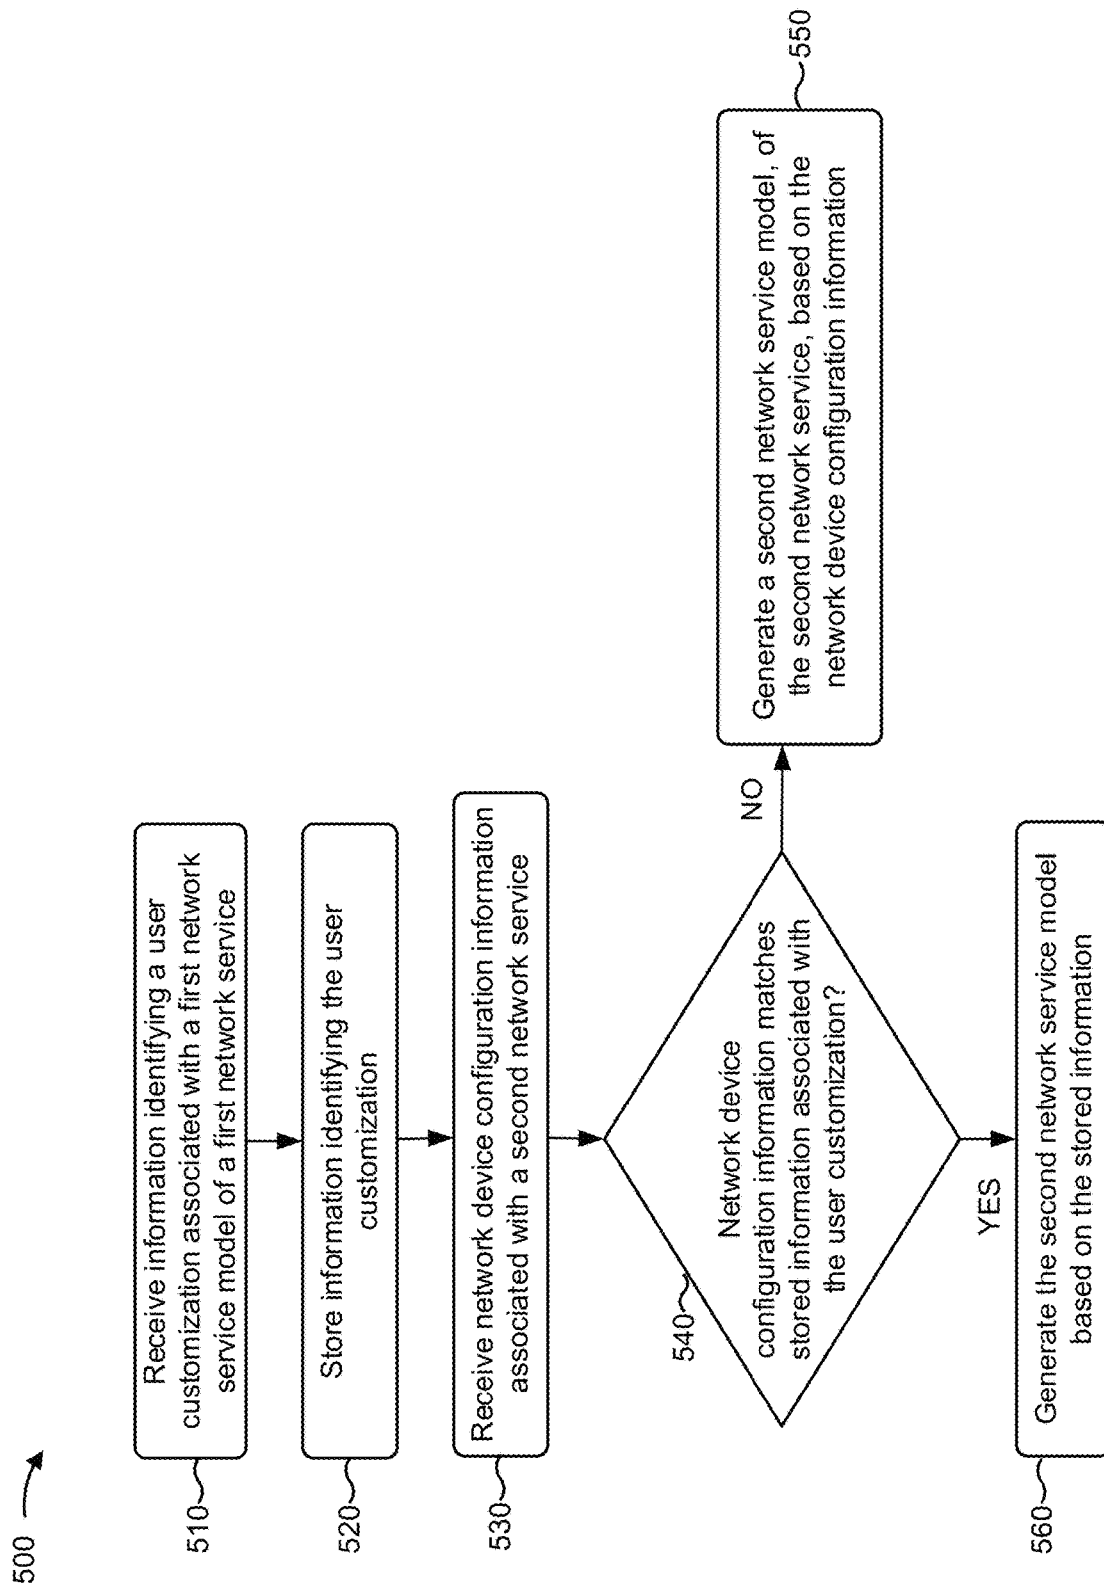 500
510
Receive information identifying a user
customization associated with a first network
service model of a first network service
520
Store information identifying the user
customization
530
Receive network device configuration information
associated with a second network service
540
Network device
configuration information matches
stored information associated with
the user customization?
NO
550
Generate a second network service model, of
the second network service, based on the
network device configuration information
YES
560
Generate the second network service model
based on the stored information